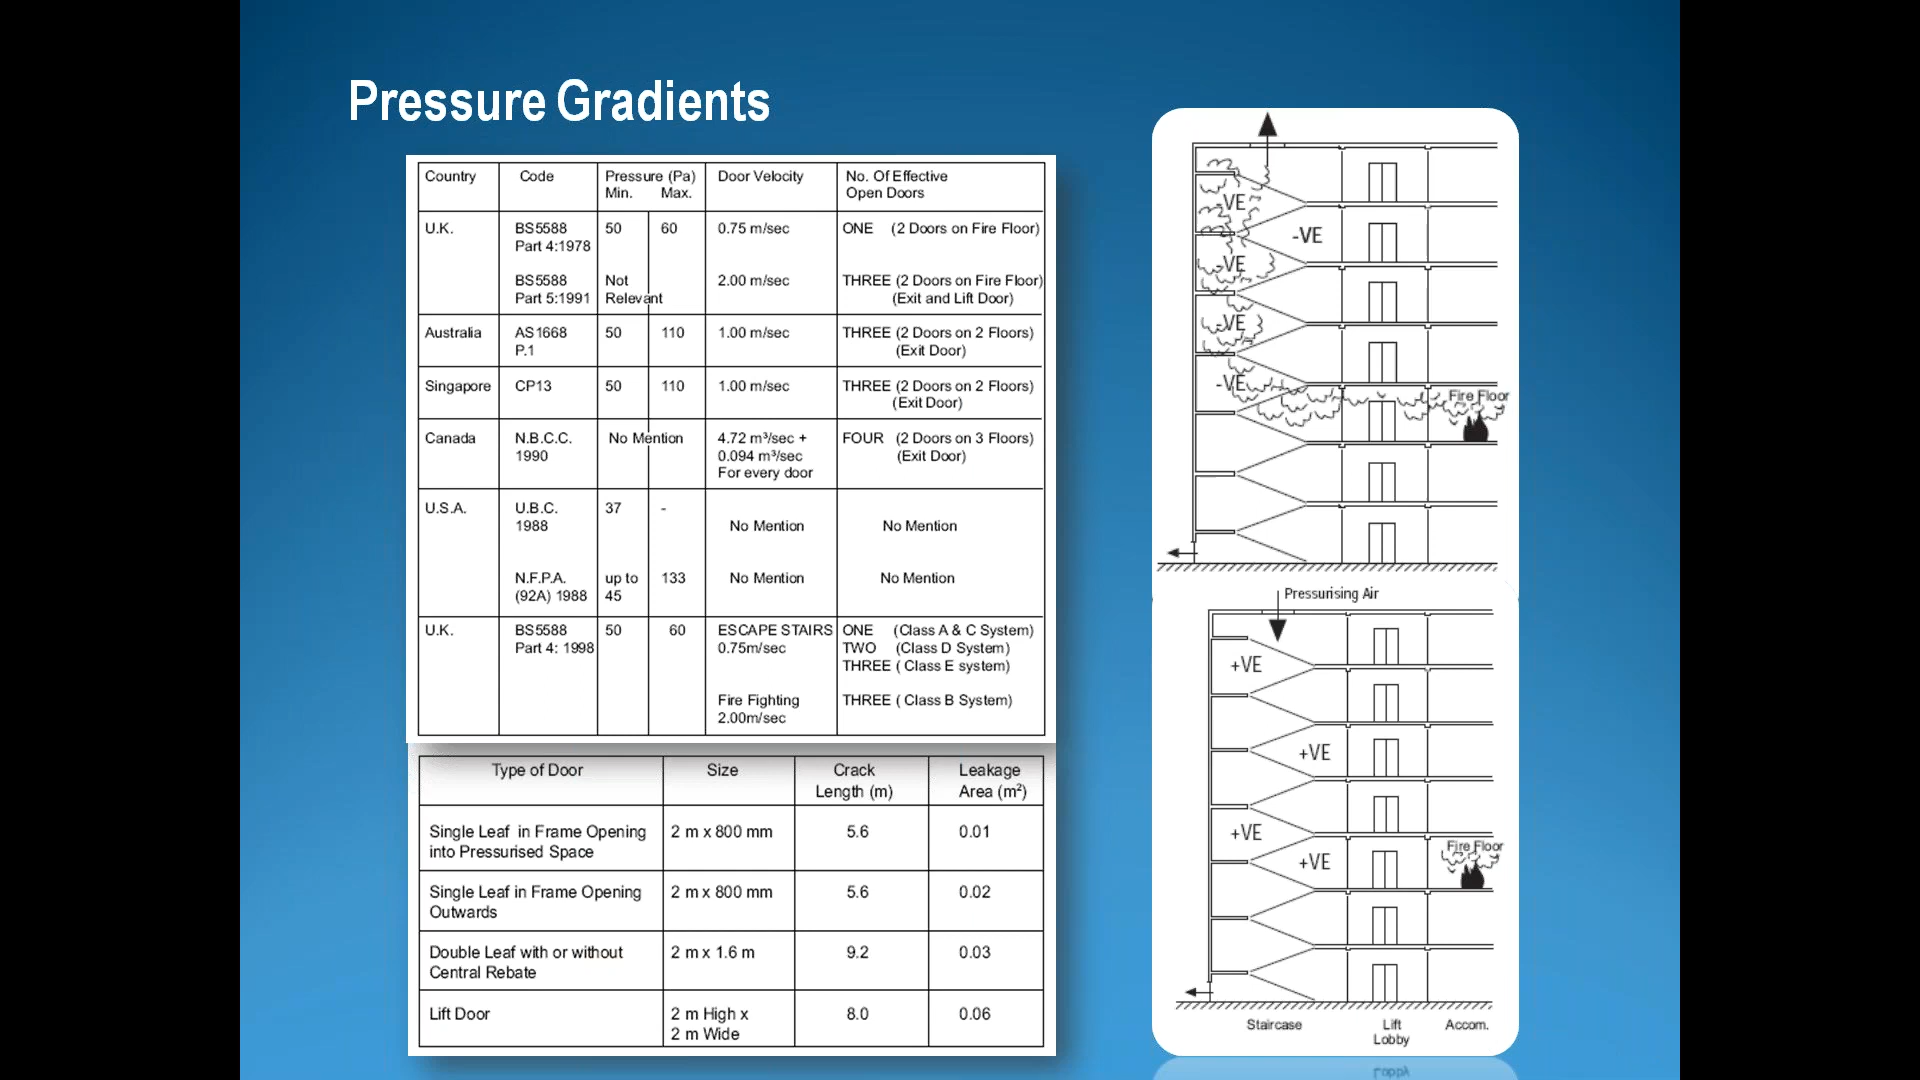 Pressure Gradients
Country Code Pressure (Pa) Door Velocity No. Of Effective
Min. Max. Open Doors
U.K. BS5588 50 60 0.75 m/sec ONE (2 Doors on Fire Floor)
Part 4:1978
BS5588 Not 2.00 m/sec THREE (2 Doors on Fire Floor)
Part 5:1991 Relevant (Exit and Lift Door)
Australia AS1668 50 110 1.00 m/sec THREE (2 Doors on 2 Floors)
P.1 (Exit Door)
Singapore CP13 50 110 1.00 m/sec THREE (2 Doors on 2 Floors)
(Exit Door)
Canada N.B.C.C. No Mention 4.72 m³/sec + FOUR (2 Doors on 3 Floors)
1990 0.094 m³/sec (Exit Door)
For every door
U.S.A. U.B.C. 37 -
1988 No Mention No Mention
N.F.P.A. up to 133 No Mention No Mention
(92A) 1988 45
U.K. BS5588 50 60 ESCAPE STAIRS ONE (Class A & C System)
Part 4: 1998 0.75m/sec TWO (Class D System)
THREE ( Class E system)
Fire Fighting THREE ( Class B System)
2.00m/sec
Type of Door Size Crack Leakage
Length (m) Area (m²)
Single Leaf in Frame Opening 2 m x 800 mm 5.6 0.01
into Pressurised Space
Single Leaf in Frame Opening 2 m x 800 mm 5.6 0.02
Outwards
Double Leaf with or without 2 m x 1.6 m 9.2 0.03
Central Rebate
Lift Door 2 m High x 8.0 0.06
2 m Wide
-VE
-VE
-VE
-VE
-VE
Fire Floor
Pressurising Air
+VE
+VE
+VE
+VE
Fire Floor
Staircase Lift Accom.
Lobby